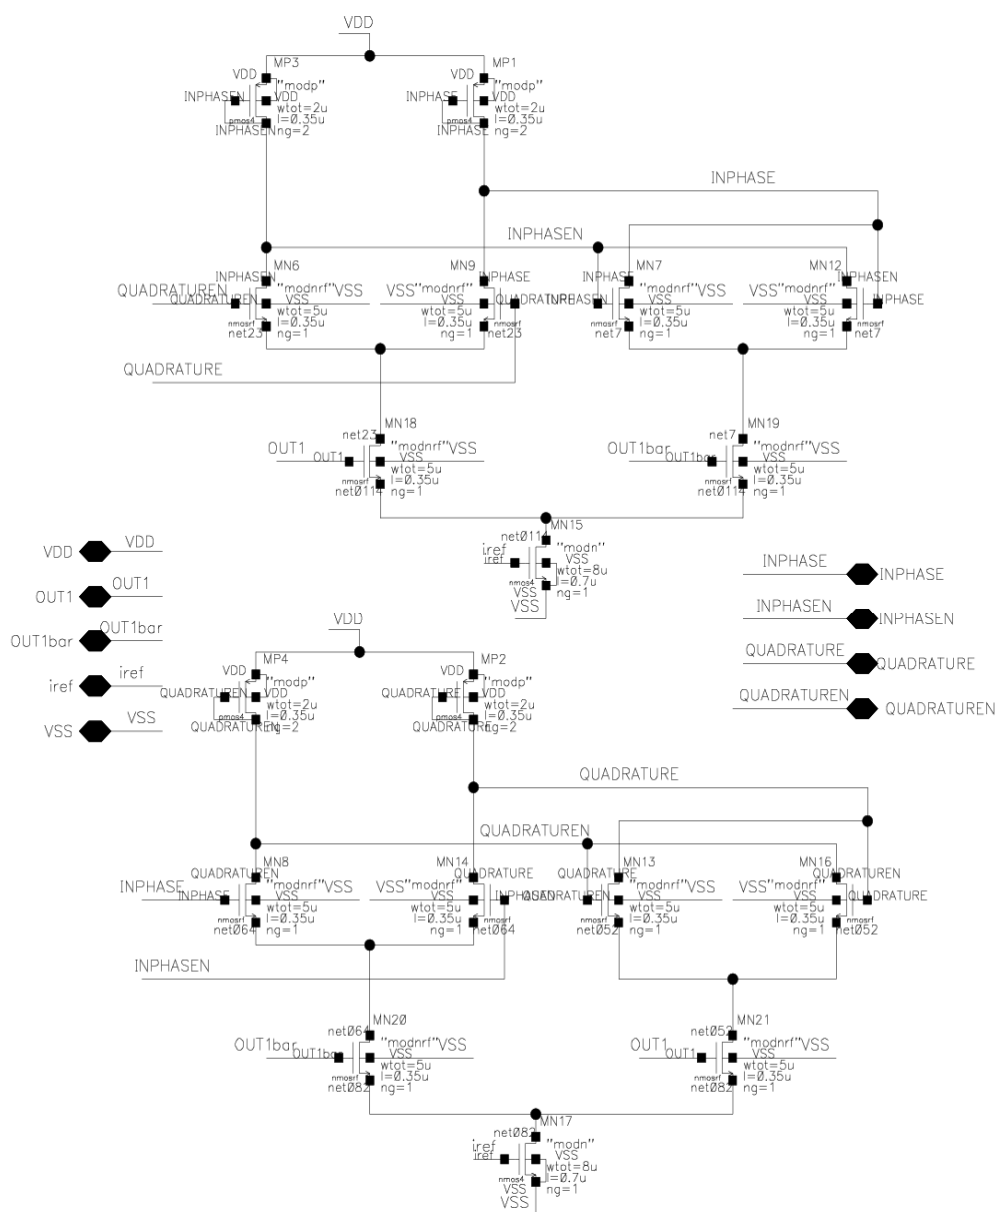 VDD
MP3
MP1
VDD
"modp"
VDD
"modp"
INPHASEN
VDD
INPHASE
VDD
wtot=2u
wtot=2u
pmos4
l=0.35u
pmos4
l=0.35u
INPHASEN
ng=2
INPHASE
ng=2
INPHASE
INPHASEN
MN6
MN9
MN7
MN12
INPHASEN
INPHASE
INPHASE
INPHASEN
QUADRATUREN
"modnrf"VSS
VSS"modnrf"
"modnrf"VSS
VSS"modnrf"
QUADRATUREN
VSS
VSS
QUADRATURE
INPHASEN
VSS
VSS
INPHASE
wtot=5u
wtot=5u
wtot=5u
wtot=5u
l=0.35u
l=0.35u
l=0.35u
l=0.35u
nmosrf
nmosrf
nmosrf
nmosrf
net23
ng=1
ng=1
net23
net7
ng=1
ng=1
net7
QUADRATURE
MN18
MN19
net23
net7
OUT1
"modnrf"VSS
OUT1bar
"modnrf"VSS
OUT1
VSS
OUT1bar
VSS
wtot=5u
wtot=5u
nmosrf
l=0.35u
nmosrf
l=0.35u
net0114
ng=1
net0114
ng=1
MN15
net0114
iref
"modn"
iref
VSS
wtot=8u
nmos4
l=0.7u
VSS
ng=1
VSS
VDD
VDD
OUT1
OUT1
OUT1bar
OUT1bar
iref
iref
VSS
VSS
INPHASE
INPHASE
INPHASEN
INPHASEN
QUADRATURE
QUADRATURE
QUADRATUREN
QUADRATUREN
VDD
MP4
MP2
VDD
"modp"
VDD
"modp"
QUADRATUREN
VDD
QUADRATURE
VDD
wtot=2u
wtot=2u
pmos4
l=0.35u
pmos4
l=0.35u
QUADRATUREN
ng=2
QUADRATURE
ng=2
QUADRATURE
QUADRATUREN
MN8
MN14
MN13
MN16
QUADRATUREN
QUADRATURE
QUADRATURE
QUADRATUREN
INPHASE
"modnrf"VSS
VSS"modnrf"
"modnrf"VSS
VSS"modnrf"
INPHASE
VSS
VSS
INPHASEN
QUADRATUREN
VSS
VSS
QUADRATURE
wtot=5u
wtot=5u
wtot=5u
wtot=5u
l=0.35u
l=0.35u
l=0.35u
l=0.35u
nmosrf
nmosrf
nmosrf
nmosrf
net064
ng=1
ng=1
net064
net052
ng=1
ng=1
net052
INPHASEN
MN20
MN21
net064
net052
OUT1bar
"modnrf"VSS
OUT1
"modnrf"VSS
OUT1bar
VSS
OUT1
VSS
wtot=5u
wtot=5u
nmosrf
l=0.35u
nmosrf
l=0.35u
net082
ng=1
net082
ng=1
MN17
net082
iref
"modn"
iref
VSS
wtot=8u
nmos4
l=0.7u
VSS
ng=1
VSS